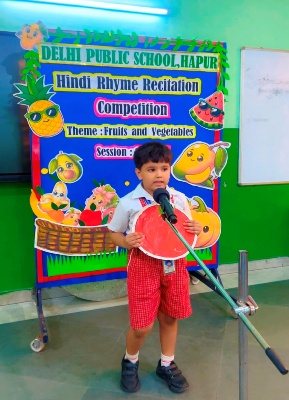 DELHI PUBLIC SCHOOL, HAPUR
Hindi Rhyme Recitation
Competition
Theme : Fruits and Vegetables
Session :